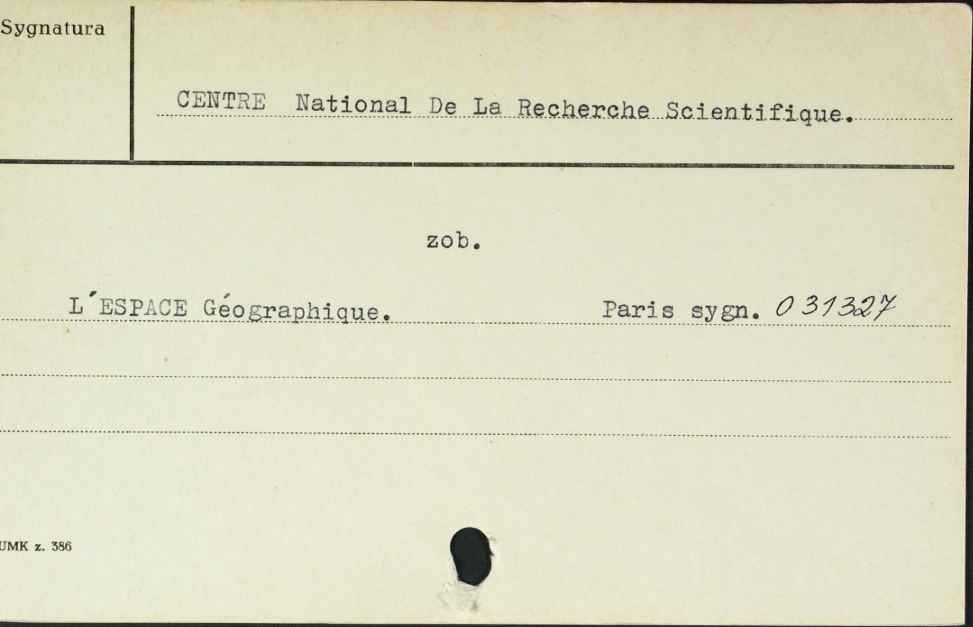 Sygnatura
CENTRE National De La Recherche Scientifique.
zob.
L´ESPACE Géographique. Paris sygn. 031327
UMK z. 386